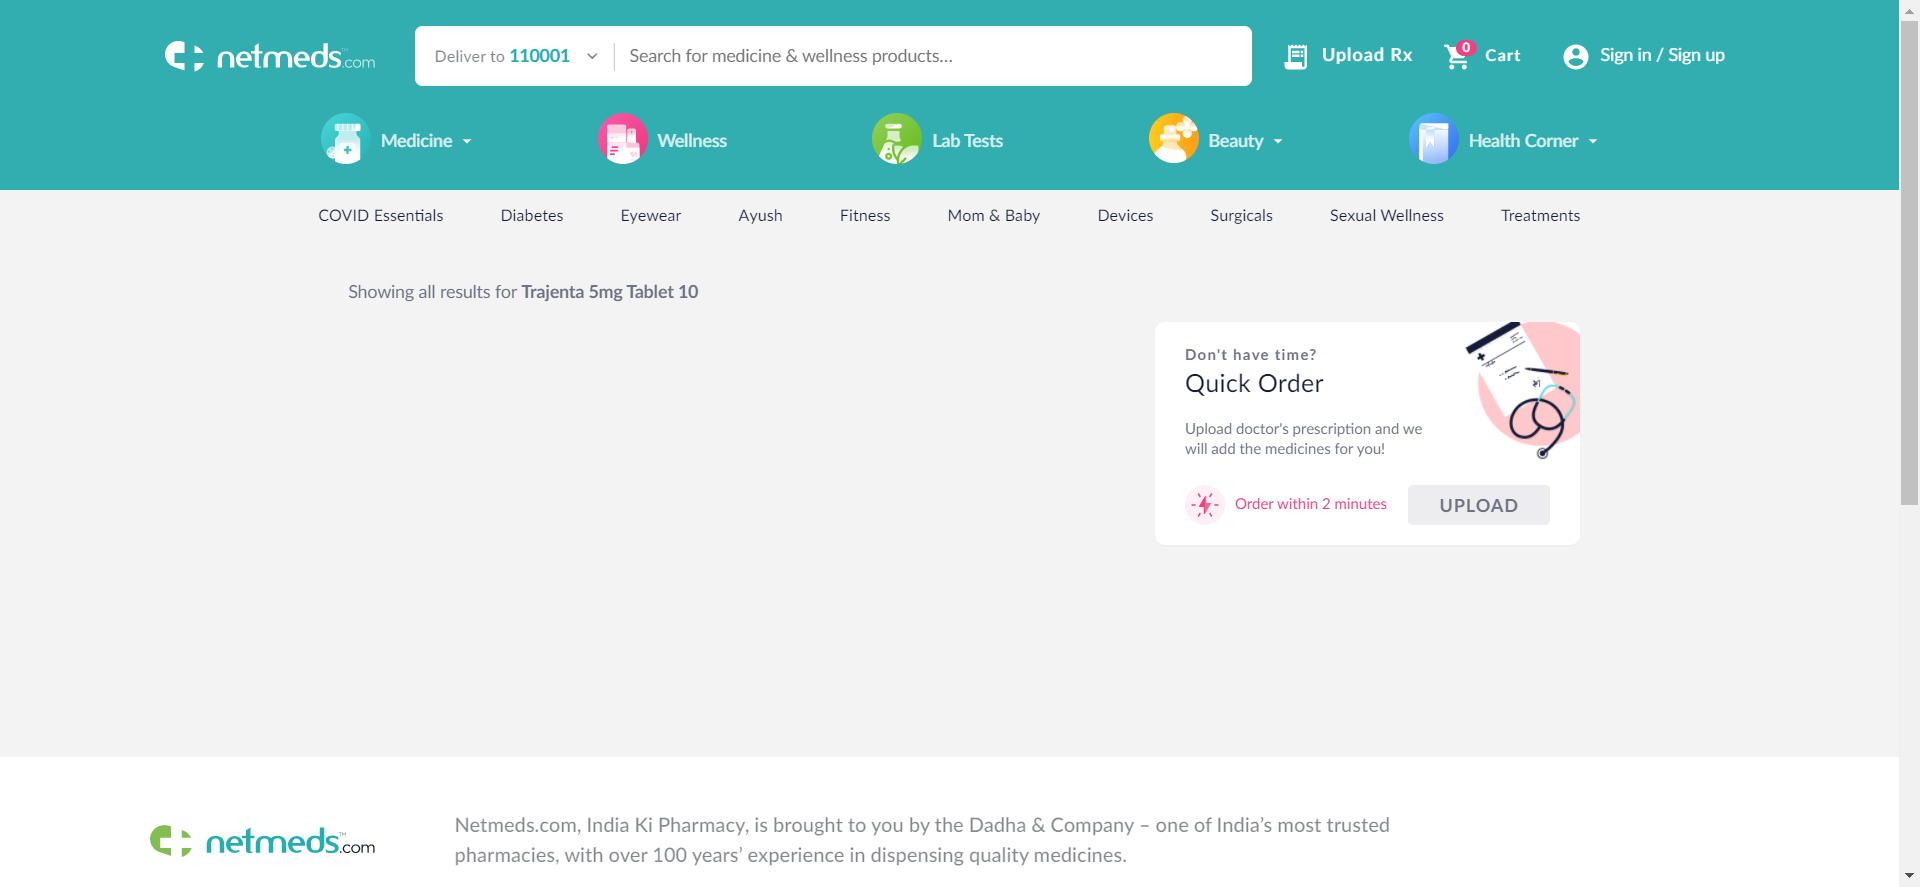 netmeds.com
Deliver to 110001
Search for medicine & wellness products...
Upload Rx
0
Cart
Sign in / Sign up
Medicine
Wellness
Lab Tests
Beauty
Health Corner
COVID Essentials
Diabetes
Eyewear
Ayush
Fitness
Mom & Baby
Devices
Surgicals
Sexual Wellness
Treatments
Showing all results for Trajenta 5mg Tablet 10
Don't have time?
Quick Order
Upload doctor's prescription and we
will add the medicines for you!
Order within 2 minutes
UPLOAD
netmeds™.com
Netmeds.com, India Ki Pharmacy, is brought to you by the Dadha & Company – one of India’s most trusted
pharmacies, with over 100 years’ experience in dispensing quality medicines.